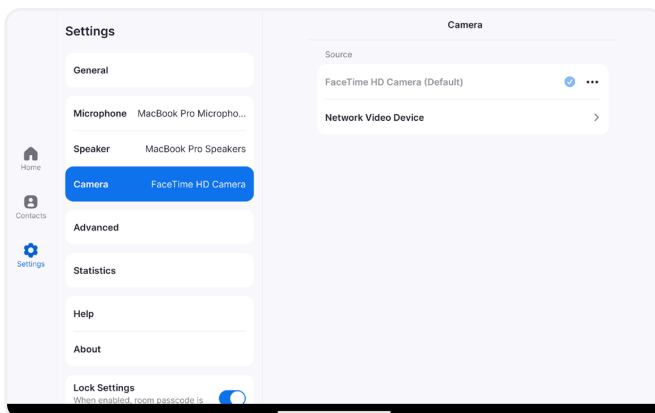 Settings
General
Microphone MacBook Pro Micropho...
Speaker MacBook Pro Speakers
Camera FaceTime HD Camera
Advanced
Statistics
Help
About
Lock Settings
When enabled, room passcode is
Home
Contacts
Settings
Camera
Source
FaceTime HD Camera (Default)
Network Video Device